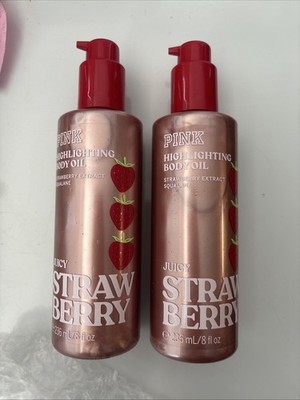 PINK
HIGHLIGHTING
BODY OIL
STRAWBERRY EXTRACT
SQUALANE
JUICY
STRAW
BERRY
236 mL/8 fl oz
PINK
HIGHLIGHTING
BODY OIL
STRAWBERRY EXTRACT
SQUALANE
JUICY
STRAW
BERRY
236 mL/8 fl oz